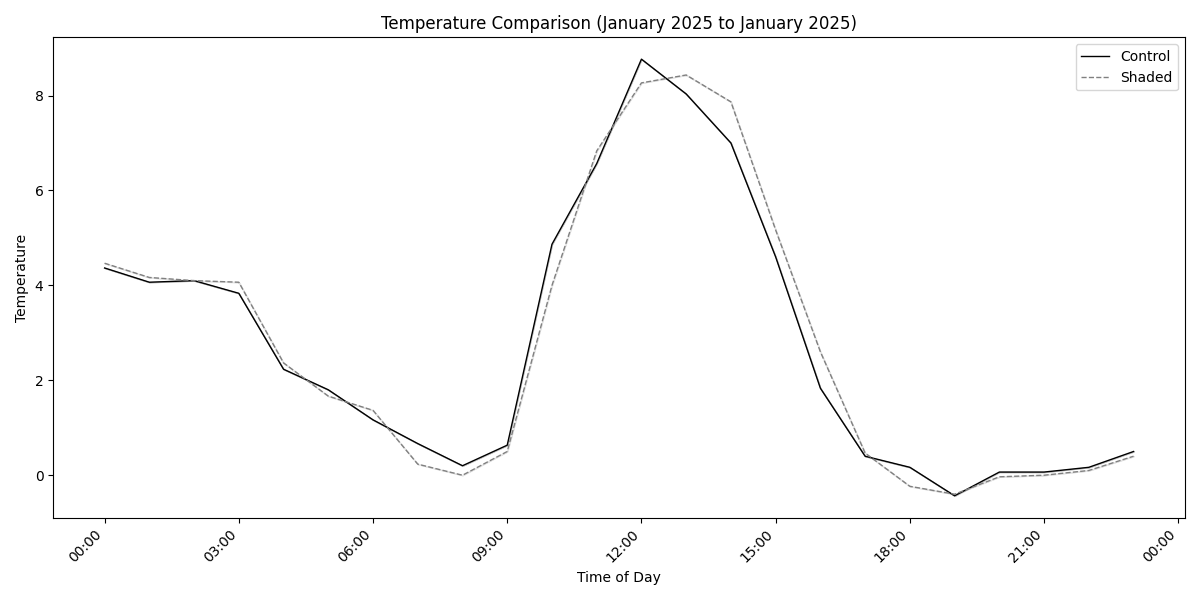 Temperature Comparison (January 2025 to January 2025)
Control
Shaded
Temperature
8
6
4
2
0
00:00
03:00
06:00
09:00
12:00
15:00
18:00
21:00
00:00
Time of Day